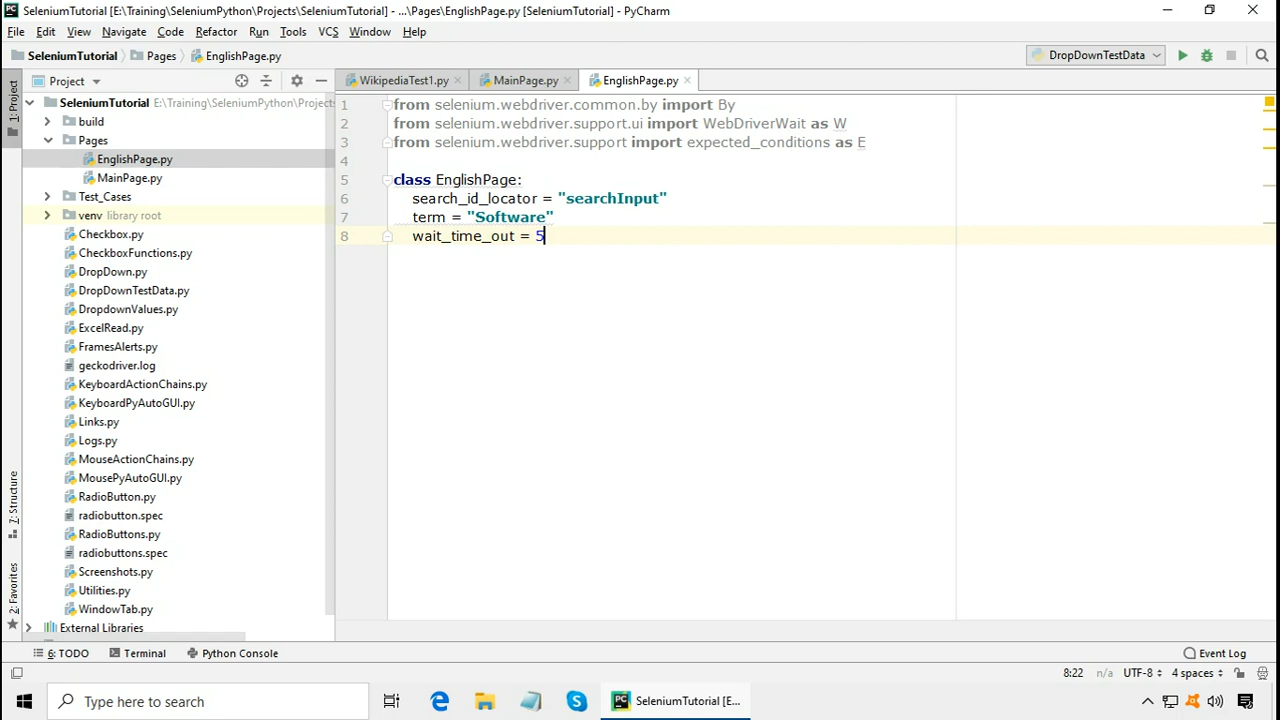 SeleniumTutorial [E:\Training\SeleniumPython\Projects\SeleniumTutorial] - ...\Pages\EnglishPage.py [SeleniumTutorial] - PyCharm
File Edit View Navigate Code Refactor Run Tools VCS Window Help
SeleniumTutorial Pages EnglishPage.py DropDownTestData
1: Project
Project
WikipediaTest1.py MainPage.py EnglishPage.py
SeleniumTutorial E:\Training\SeleniumPython\Projects
build
Pages
EnglishPage.py
MainPage.py
Test_Cases
venv library root
Checkbox.py
CheckboxFunctions.py
DropDown.py
DropDownTestData.py
DropdownValues.py
ExcelRead.py
FramesAlerts.py
geckodriver.log
KeyboardActionChains.py
KeyboardPyAutoGUI.py
Links.py
Logs.py
MouseActionChains.py
MousePyAutoGUI.py
RadioButton.py
radiobutton.spec
RadioButtons.py
radiobuttons.spec
Screenshots.py
Utilities.py
WindowTab.py
External Libraries
1 from selenium.webdriver.common.by import By
2 from selenium.webdriver.support.ui import WebDriverWait as W
3 from selenium.webdriver.support import expected_conditions as E
4
5 class EnglishPage:
6 search_id_locator = "searchInput"
7 term = "Software"
8 wait_time_out = 5
7: Structure
2: Favorites
6: TODO Terminal Python Console Event Log
8:22 n/a UTF-8 4 spaces
Type here to search
SeleniumTutorial [E...